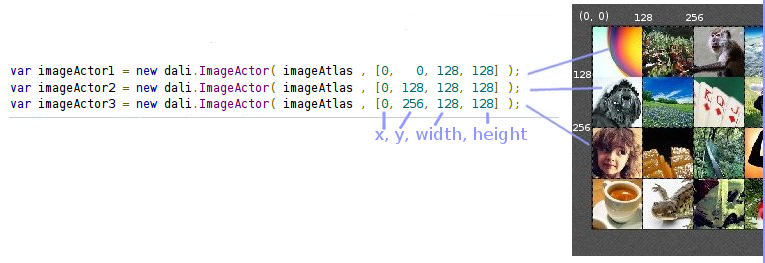 (0, 0)
128 256
var imageActor1 = new dali.ImageActor( imageAtlas , [0, 0, 128, 128] );
128
var imageActor2 = new dali.ImageActor( imageAtlas , [0, 128, 128, 128] );
var imageActor3 = new dali.ImageActor( imageAtlas , [0, 256, 128, 128] );
256
x, y, width, height
K Q J